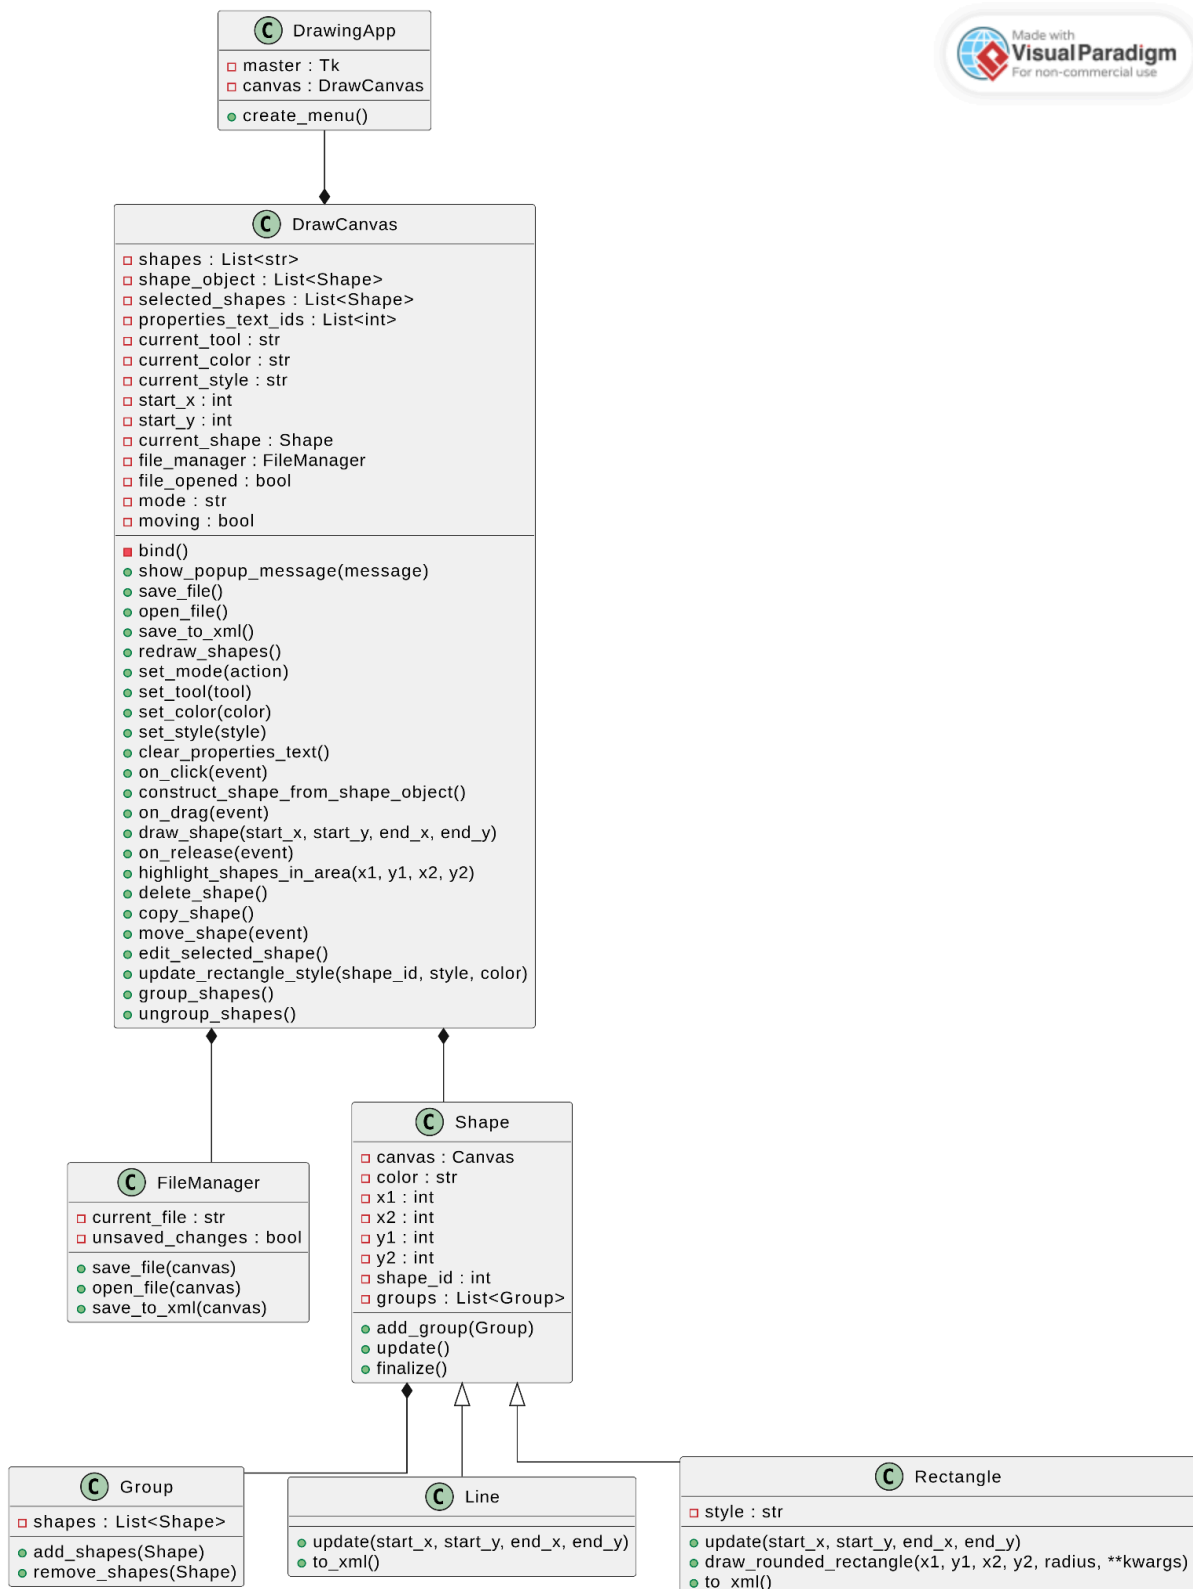 C DrawingApp
master : Tk
canvas : DrawCanvas
create_menu()
Made with
Visual Paradigm
For non-commercial use
C DrawCanvas
shapes : List<str>
shape_object : List<Shape>
selected_shapes : List<Shape>
properties_text_ids : List<int>
current_tool : str
current_color : str
current_style : str
start_x : int
start_y : int
current_shape : Shape
file_manager : FileManager
file_opened : bool
mode : str
moving : bool
bind()
show_popup_message(message)
save_file()
open_file()
save_to_xml()
redraw_shapes()
set_mode(action)
set_tool(tool)
set_color(color)
set_style(style)
clear_properties_text()
on_click(event)
construct_shape_from_shape_object()
on_drag(event)
draw_shape(start_x, start_y, end_x, end_y)
on_release(event)
highlight_shapes_in_area(x1, y1, x2, y2)
delete_shape()
copy_shape()
move_shape(event)
edit_selected_shape()
update_rectangle_style(shape_id, style, color)
group_shapes()
ungroup_shapes()
C FileManager
current_file : str
unsaved_changes : bool
save_file(canvas)
open_file(canvas)
save_to_xml(canvas)
C Shape
canvas : Canvas
color : str
x1 : int
x2 : int
y1 : int
y2 : int
shape_id : int
groups : List<Group>
add_group(Group)
update()
finalize()
C Group
shapes : List<Shape>
add_shapes(Shape)
remove_shapes(Shape)
C Line
update(start_x, start_y, end_x, end_y)
to_xml()
C Rectangle
style : str
update(start_x, start_y, end_x, end_y)
draw_rounded_rectangle(x1, y1, x2, y2, radius, **kwargs)
to_xml()